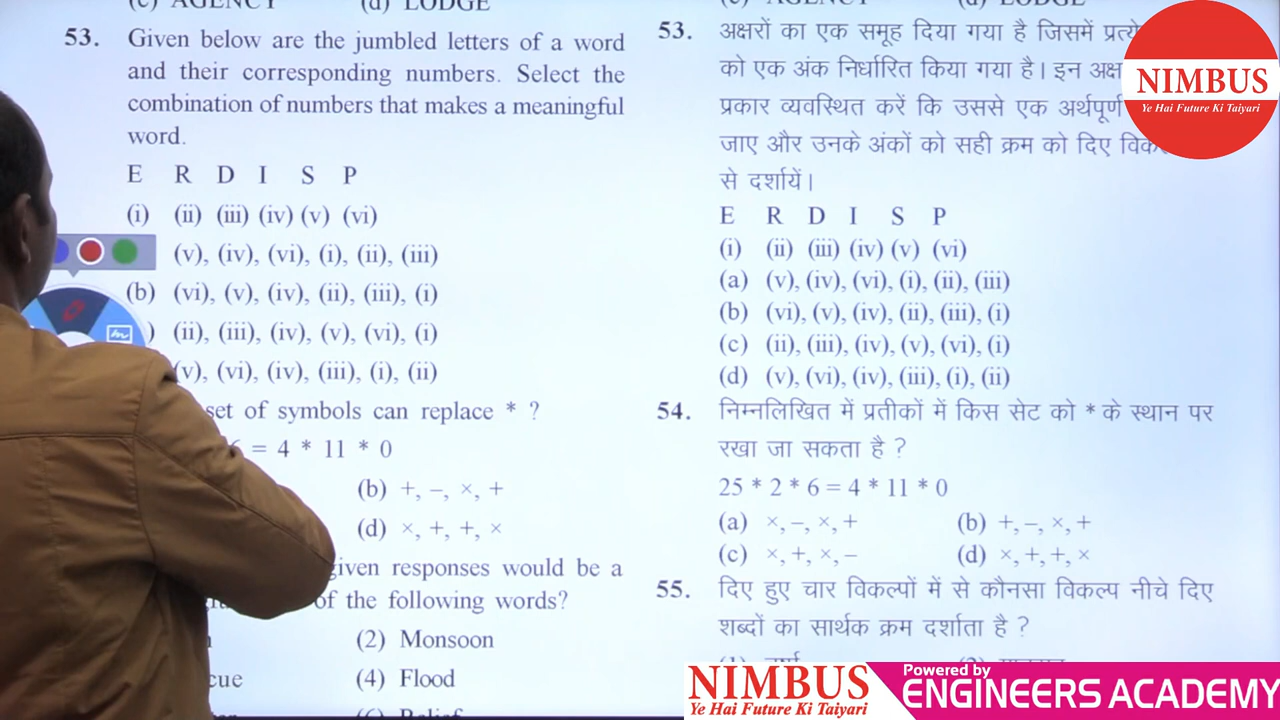 (c) AGENCY (d) LODGE
53. Given below are the jumbled letters of a word
and their corresponding numbers. Select the
combination of numbers that makes a meaningful
word.
E R D I S P
(i) (ii) (iii) (iv) (v) (vi)
(v), (iv), (vi), (i), (ii), (iii)
(b) (vi), (v), (iv), (ii), (iii), (i)
) (ii), (iii), (iv), (v), (vi), (i)
(v), (vi), (iv), (iii), (i), (ii)
set of symbols can replace * ?
6 = 4 * 11 * 0
(b) +, −, ×, +
(d) ×, +, +, ×
given responses would be a
of the following words?
(2) Monsoon
cue (4) Flood
(6) Relief
(c) AGENCY (d) LODGE
53. अक्षरों का एक समूह दिया गया है जिसमें
को एक अंक निर्धारित किया गया है। इन
प्रकार व्यवस्थित करें कि उससे एक अर्थपूर्ण
जाए और उनके अंकों को सही क्रम को दिए
से दर्शायें।
E R D I S P
(i) (ii) (iii) (iv) (v) (vi)
(a) (v), (iv), (vi), (i), (ii), (iii)
(b) (vi), (v), (iv), (ii), (iii), (i)
(c) (ii), (iii), (iv), (v), (vi), (i)
(d) (v), (vi), (iv), (iii), (i), (ii)
54. निम्नलिखित में प्रतीकों में किस सेट को * के स्थान पर
रखा जा सकता है ?
25 * 2 * 6 = 4 * 11 * 0
(a) ×, −, ×, + (b) +, −, ×, +
(c) ×, +, ×, − (d) ×, +, +, ×
55. दिए हुए चार विकल्पों में से कौनसा विकल्प नीचे दिए
शब्दों का सार्थक क्रम दर्शाता है ?
NIMBUS
Ye Hai Future Ki Taiyari
NIMBUS
Ye Hai Future Ki Taiyari
Powered by
ENGINEERS ACADEMY